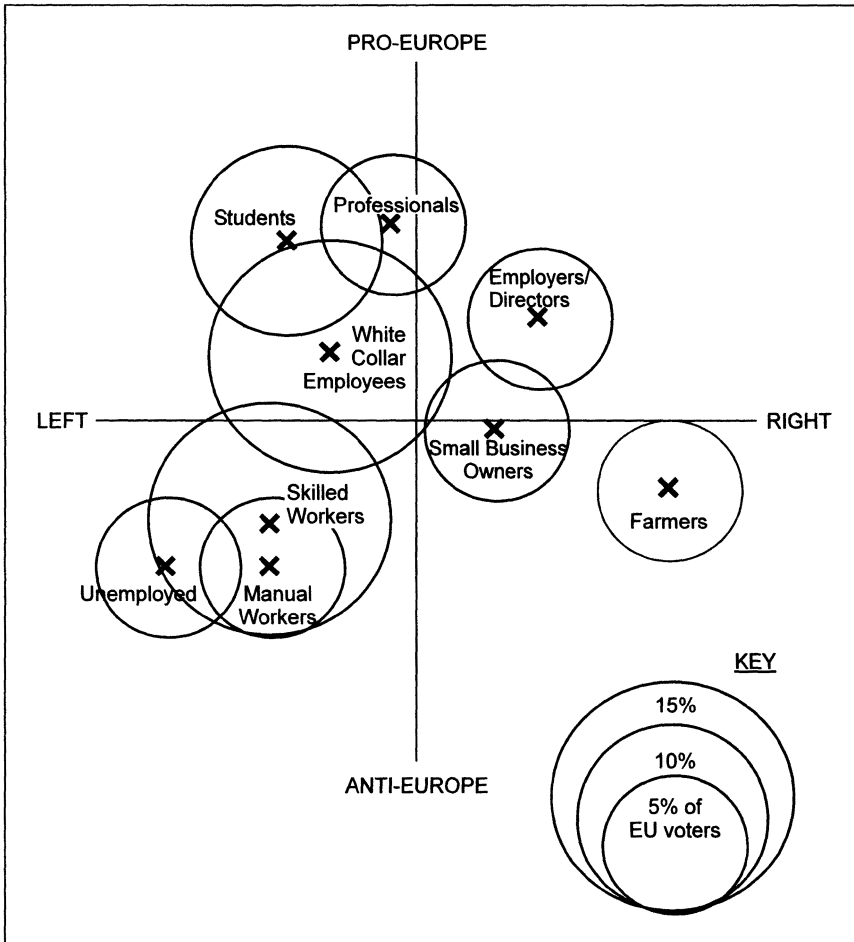 PRO-EUROPE
Students
Professionals
Employers/
Directors
White
Collar
Employees
LEFT
RIGHT
Small Business
Owners
Skilled
Workers
Farmers
Unemployed
Manual
Workers
KEY
15%
10%
5% of
EU voters
ANTI-EUROPE